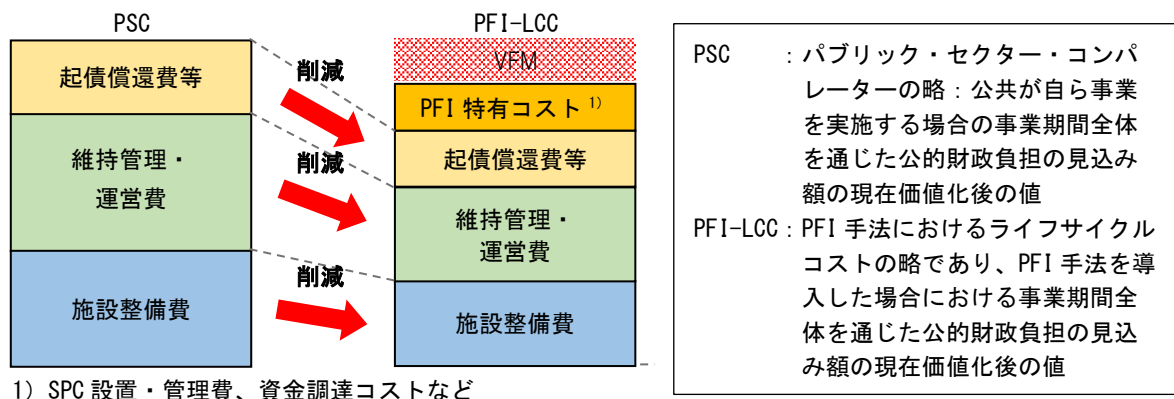 PSC
PFI-LCC
起債償還費等
維持管理・
運営費
施設整備費
削減
削減
削減
VFM
PFI 特有コスト 1)
起債償還費等
維持管理・
運営費
施設整備費
1) SPC 設置・管理費、資金調達コストなど
PSC ：パブリック・セクター・コンパ
レーターの略：公共が自ら事業
を実施する場合の事業期間全体
を通じた公的財政負担の見込み
額の現在価値化後の値
PFI-LCC：PFI 手法におけるライフサイクル
コストの略であり、PFI 手法を導
入した場合における事業期間全
体を通じた公的財政負担の見込
み額の現在価値化後の値